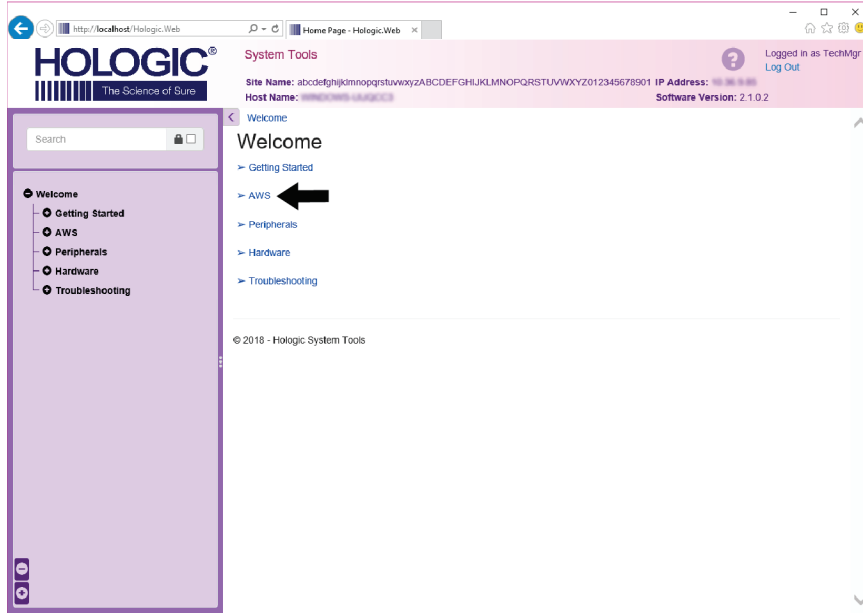 http://localhost/Hologic.Web
Home Page - Hologic.Web
HOLOGIC®
The Science of Sure
System Tools
Logged in as TechMgr
Log Out
Site Name: abcdefghijklmnopqrstuvwxyzABCDEFGHIJKLMNOPQRSTUVWXYZ012345678901 IP Address:
Host Name:
Software Version: 2.1.0.2
Search
Welcome
Getting Started
AWS
Peripherals
Hardware
Troubleshooting
Welcome
Welcome
➢ Getting Started
➢ AWS
➢ Peripherals
➢ Hardware
➢ Troubleshooting
© 2018 - Hologic System Tools